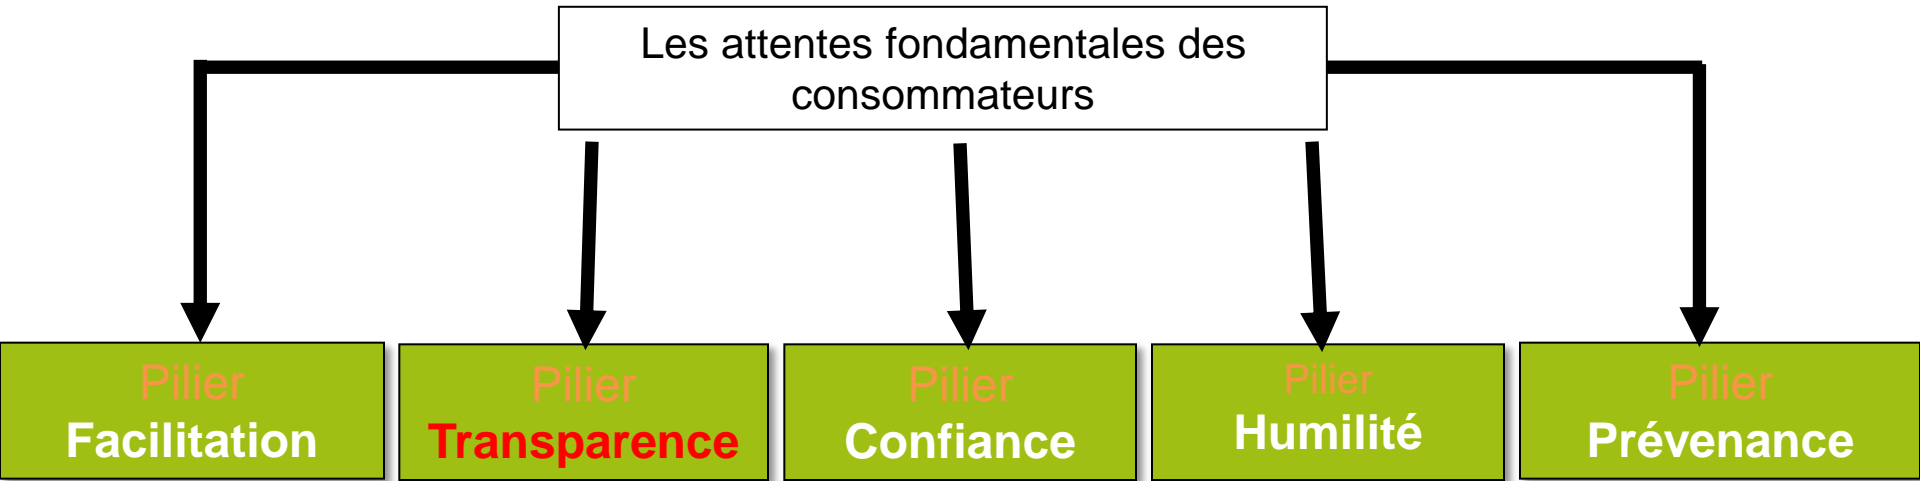 Les attentes fondamentales des
consommateurs
Pilier
Facilitation
Pilier
Transparence
Pilier
Confiance
Pilier
Humilité
Pilier
Prévenance